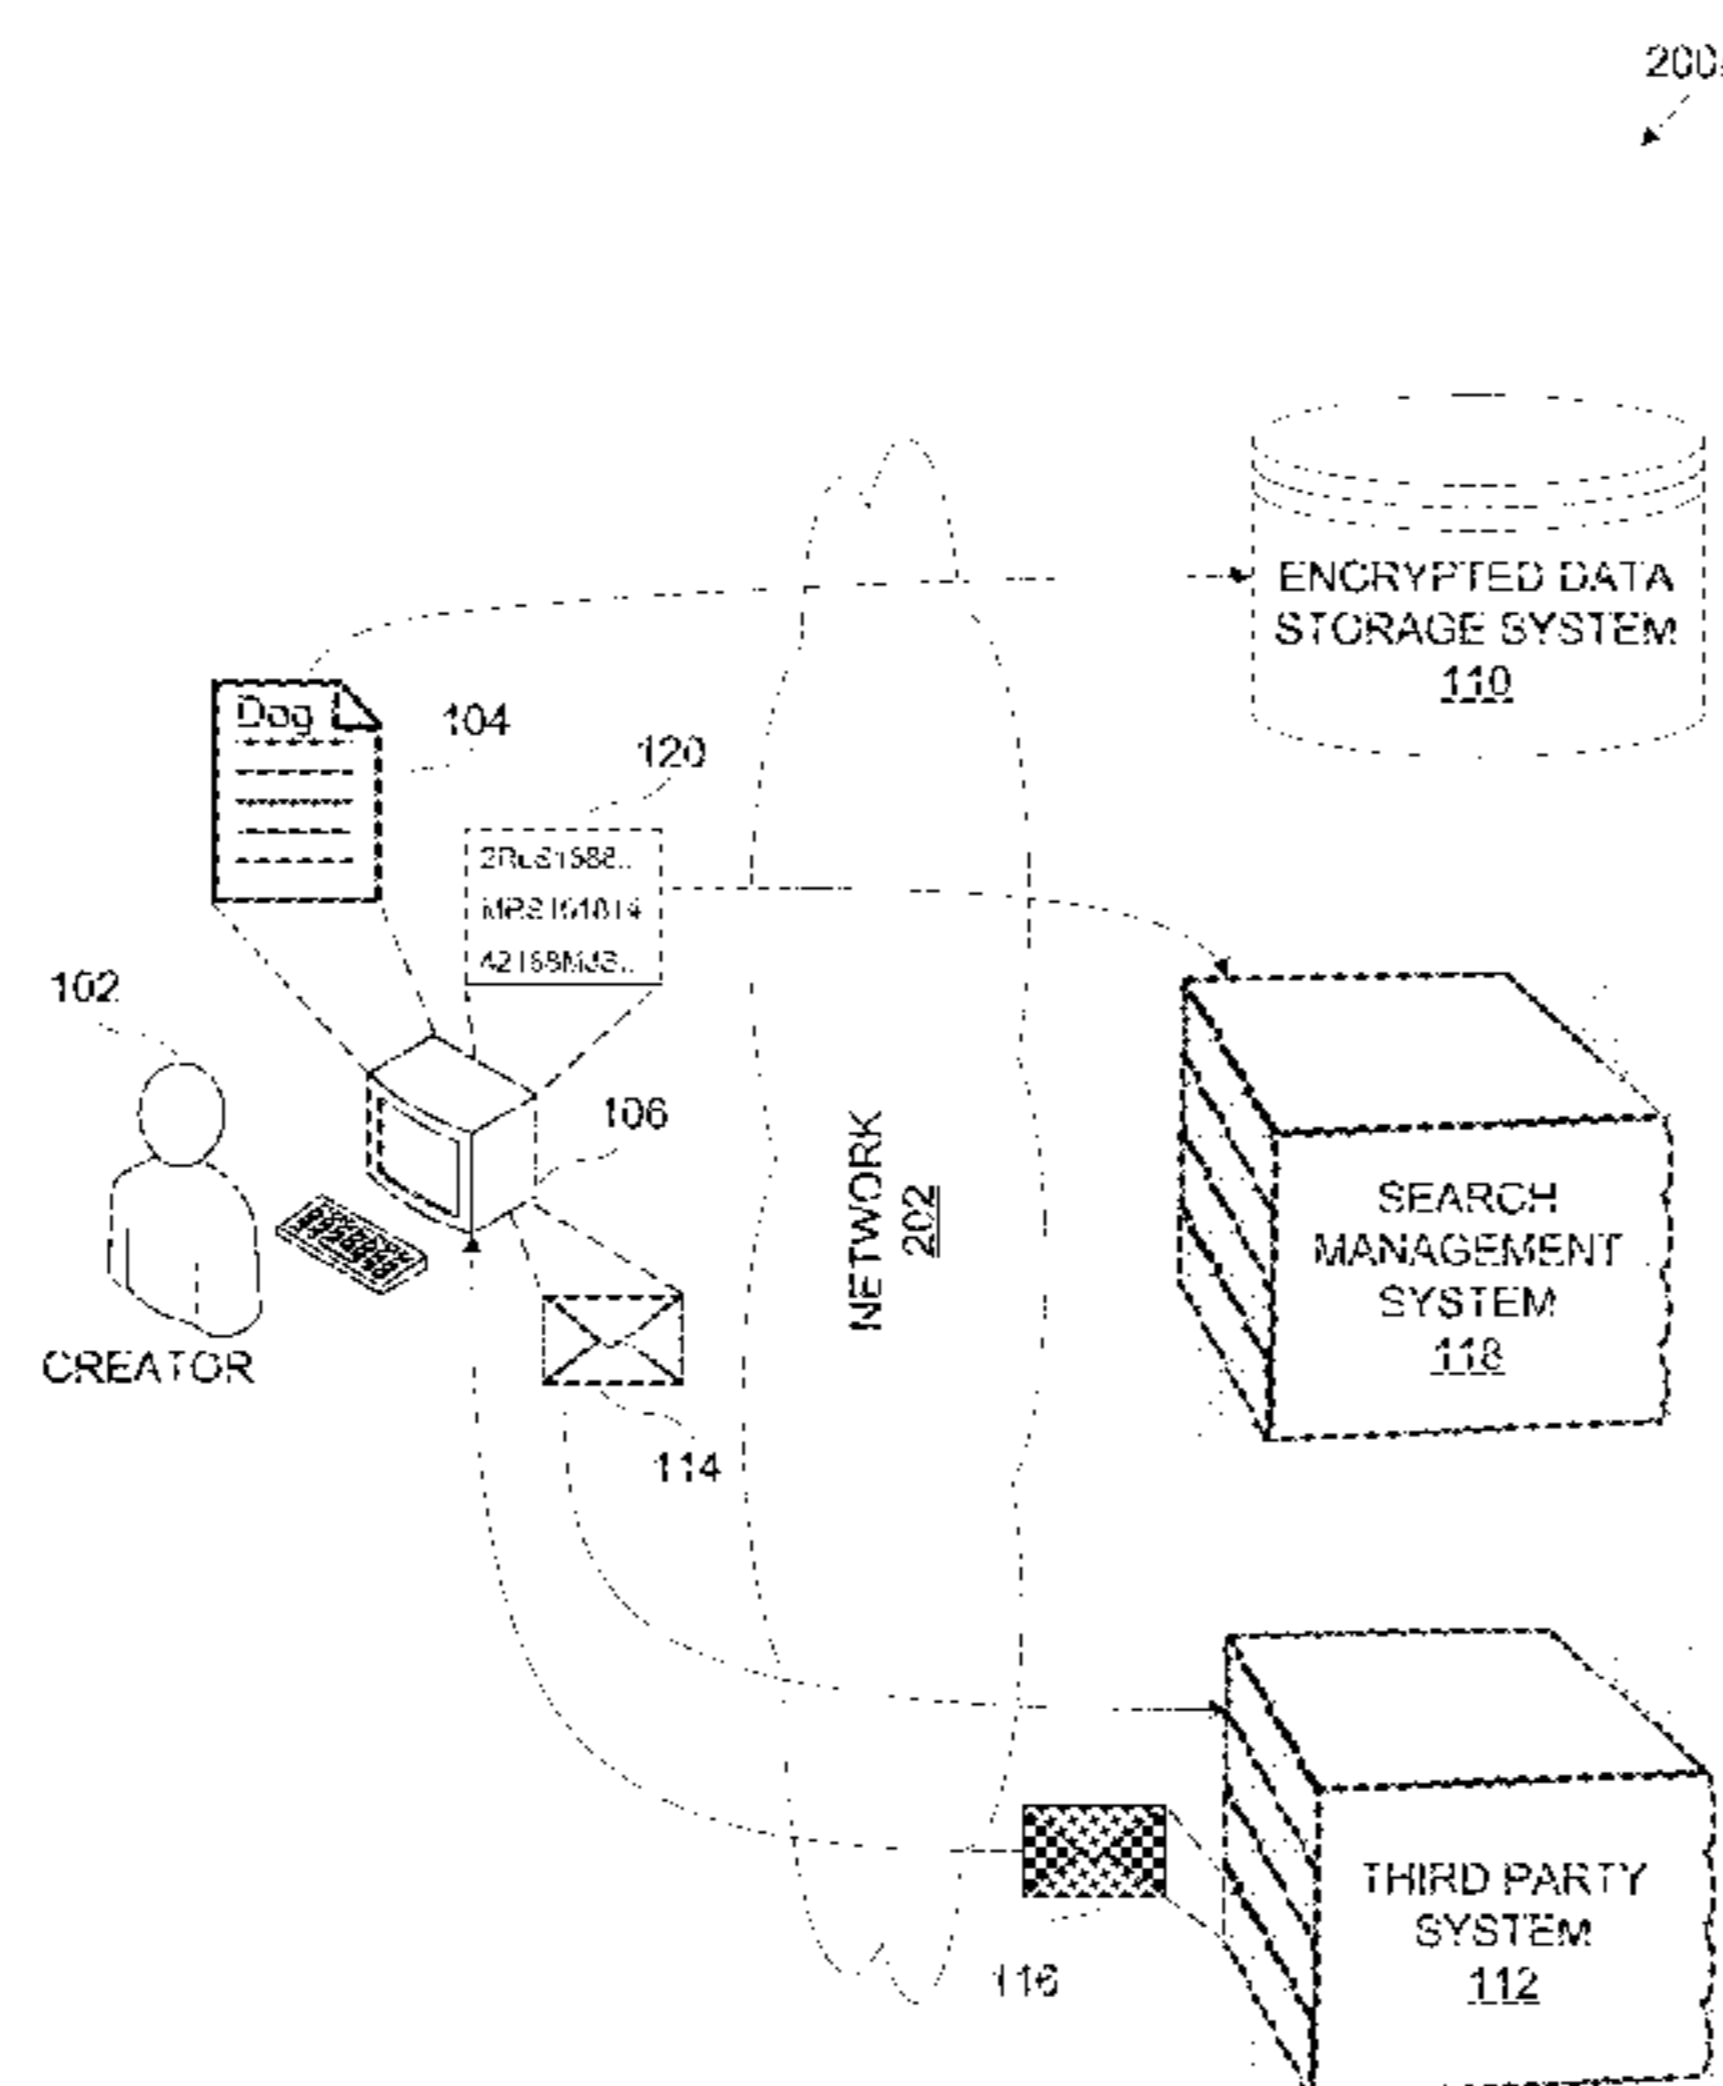 ENCRYPTED DATA
STORAGE SYSTEM
110
Dog
104
120
102
106
NETWORK
202
SEARCH
MANAGEMENT
SYSTEM
118
CREATOR
114
THIRD PARTY
SYSTEM
112
116